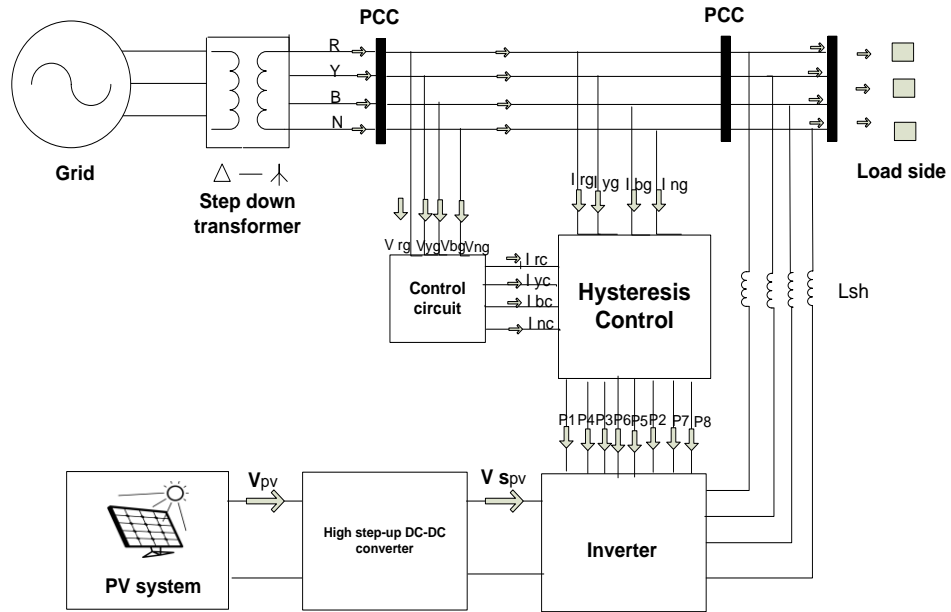 PCC
PCC
R
Y
B
N
Grid
Step down
transformer
Load side
I rg
I yg
I bg
I ng
V rg
Vyg
Vbg
Vng
Control
circuit
I rc
I yc
I bc
I nc
Hysteresis
Control
Lsh
P1 P4 P3 P6 P5 P2 P7 P8
Vpv
V spv
PV system
High step-up DC-DC
converter
Inverter